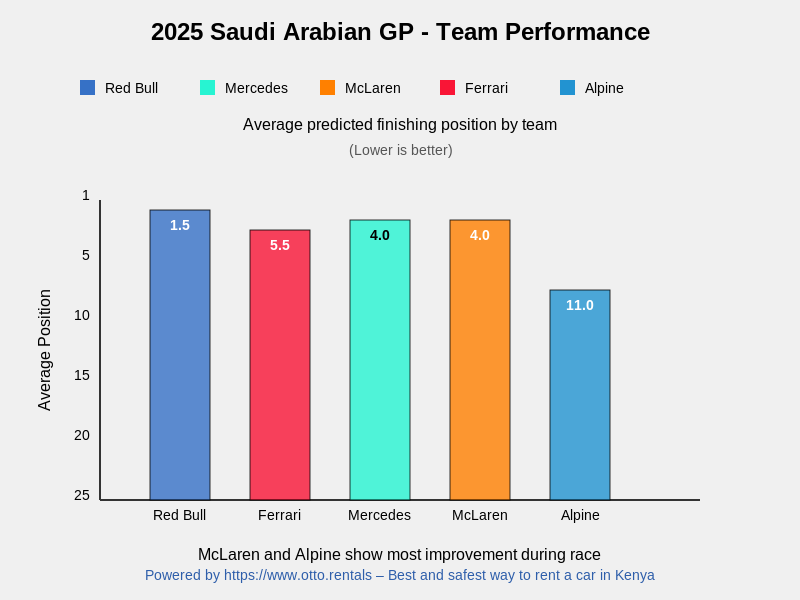 2025 Saudi Arabian GP - Team Performance
Red Bull
Mercedes
McLaren
Ferrari
Alpine
Average predicted finishing position by team
(Lower is better)
1
5
10
15
20
25
Average Position
1.5
5.5
4.0
4.0
11.0
Red Bull
Ferrari
Mercedes
McLaren
Alpine
McLaren and Alpine show most improvement during race
Powered by https://www.otto.rentals – Best and safest way to rent a car in Kenya